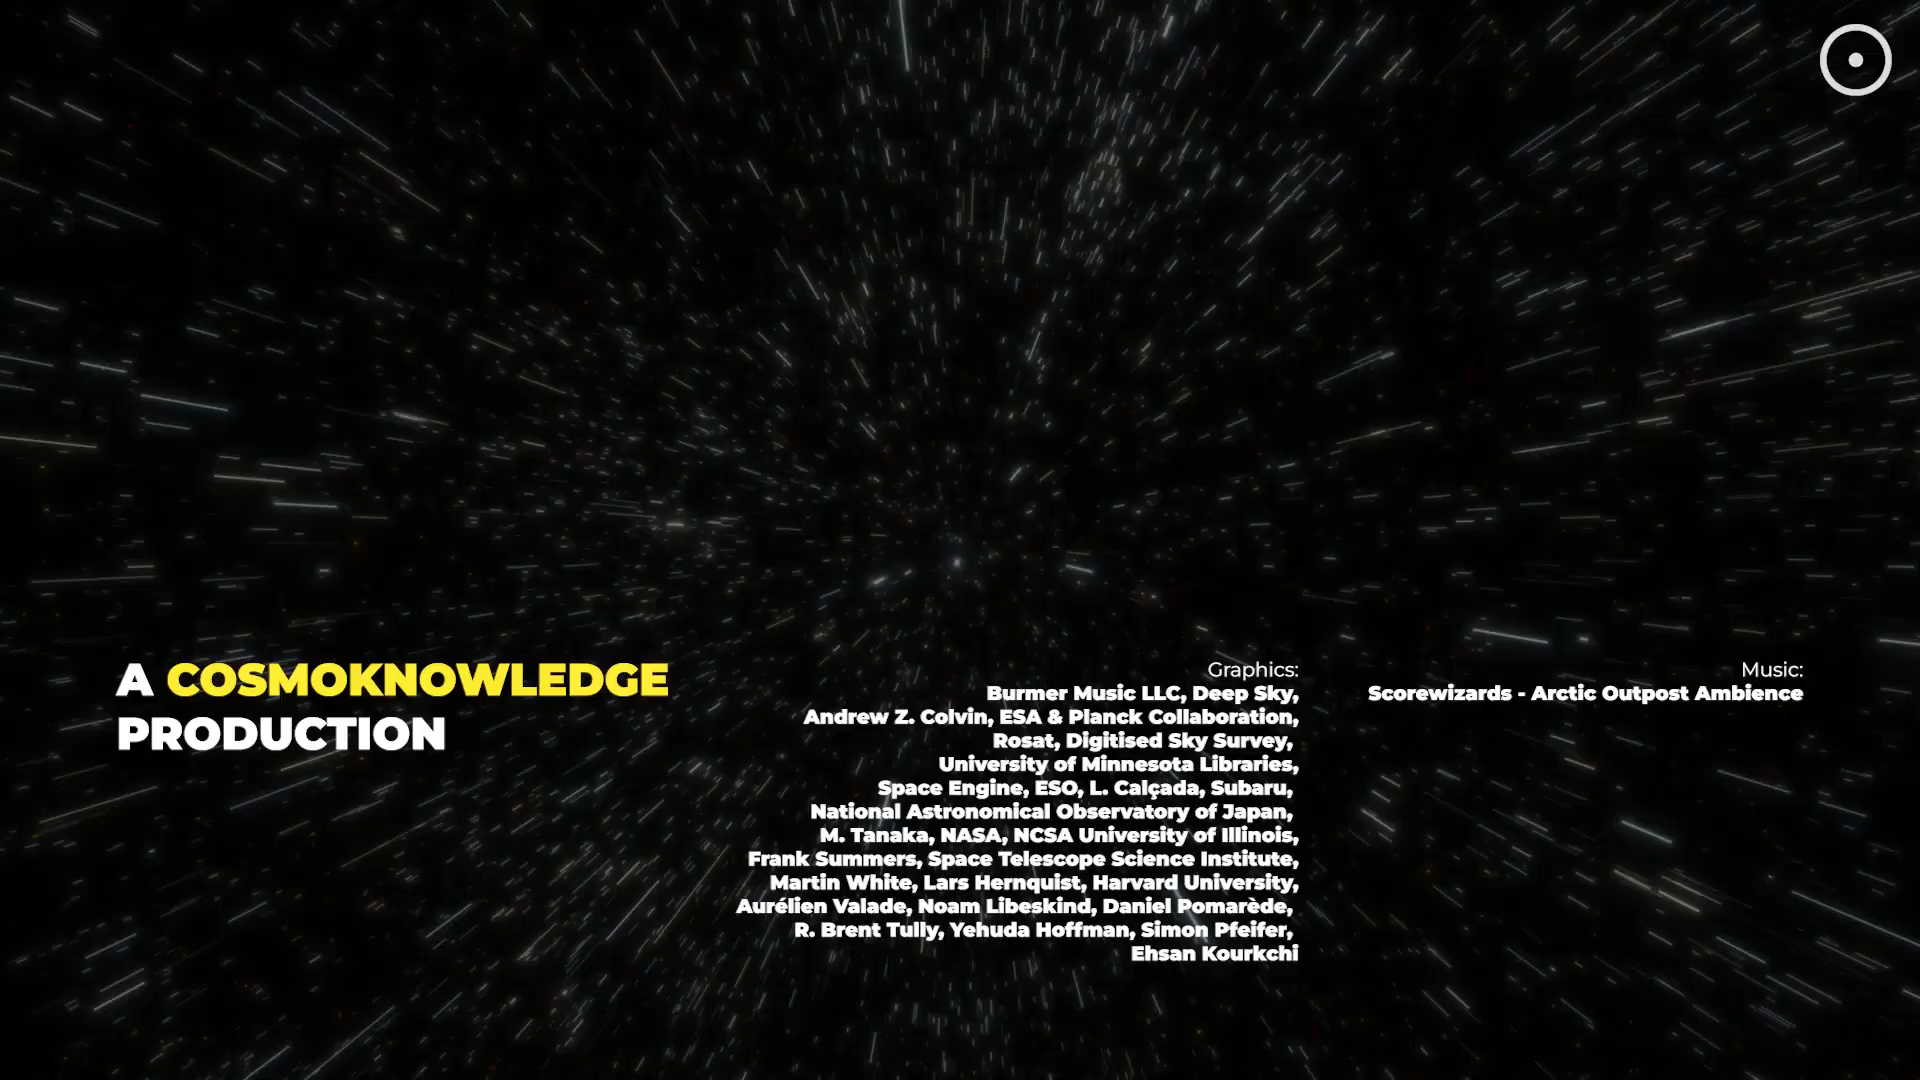 A COSMOKNOWLEDGE
PRODUCTION
Graphics:
Burmer Music LLC, Deep Sky,
Andrew Z. Colvin, ESA & Planck Collaboration,
Rosat, Digitised Sky Survey,
University of Minnesota Libraries,
Space Engine, ESO, L. Calçada, Subaru,
National Astronomical Observatory of Japan,
M. Tanaka, NASA, NCSA University of Illinois,
Frank Summers, Space Telescope Science Institute,
Martin White, Lars Hernquist, Harvard University,
Aurélien Valade, Noam Libeskind, Daniel Pomarède,
R. Brent Tully, Yehuda Hoffman, Simon Pfeifer,
Ehsan Kourkchi
Music:
Scorewizards - Arctic Outpost Ambience